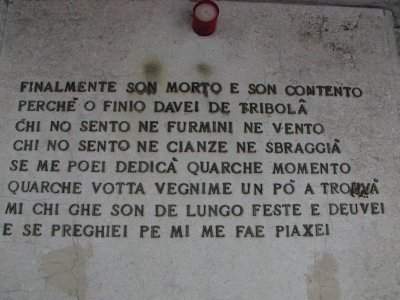 FINALMENTE SON MORTO E SON CONTENTO
PERCHÈ O FINIO DAVEI DE TRIBOLÂ
CHI NO SENTO NE FURMINI NE VENTO
CHI NO SENTO NE CIANZE NE SBRAGGIÂ
SE ME POEI DEDICÂ QUARCHE MOMENTO
QUARCHE VOTTA VEGNIME UN PÒ A
MI CHI GHE SON DE LUNGO FESTE E DEUVEI
E SE PREGHIEI PE MI ME FAE PIAXEI